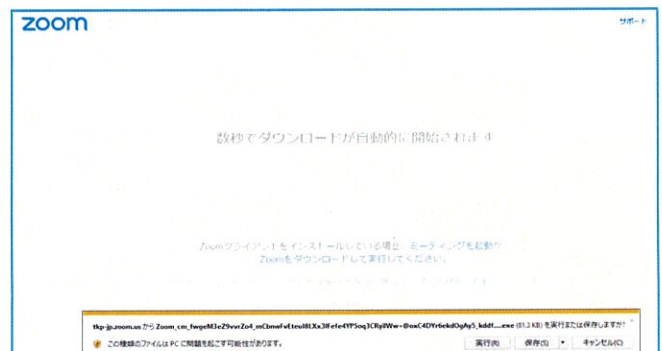 zoom
サポート
数秒でダウンロードが自動的に開始されます
Zoomクライアントをインストールしている場合、ミーティングを起動か
Zoomをダウンロードして実行してください。
tkp-jp.zoom.us から (81.3 KB) を実行または保存しますか?
この種類のファイルは PC に問題を起こす可能性があります。
実行(R)
保存(S)
キャンセル(C)